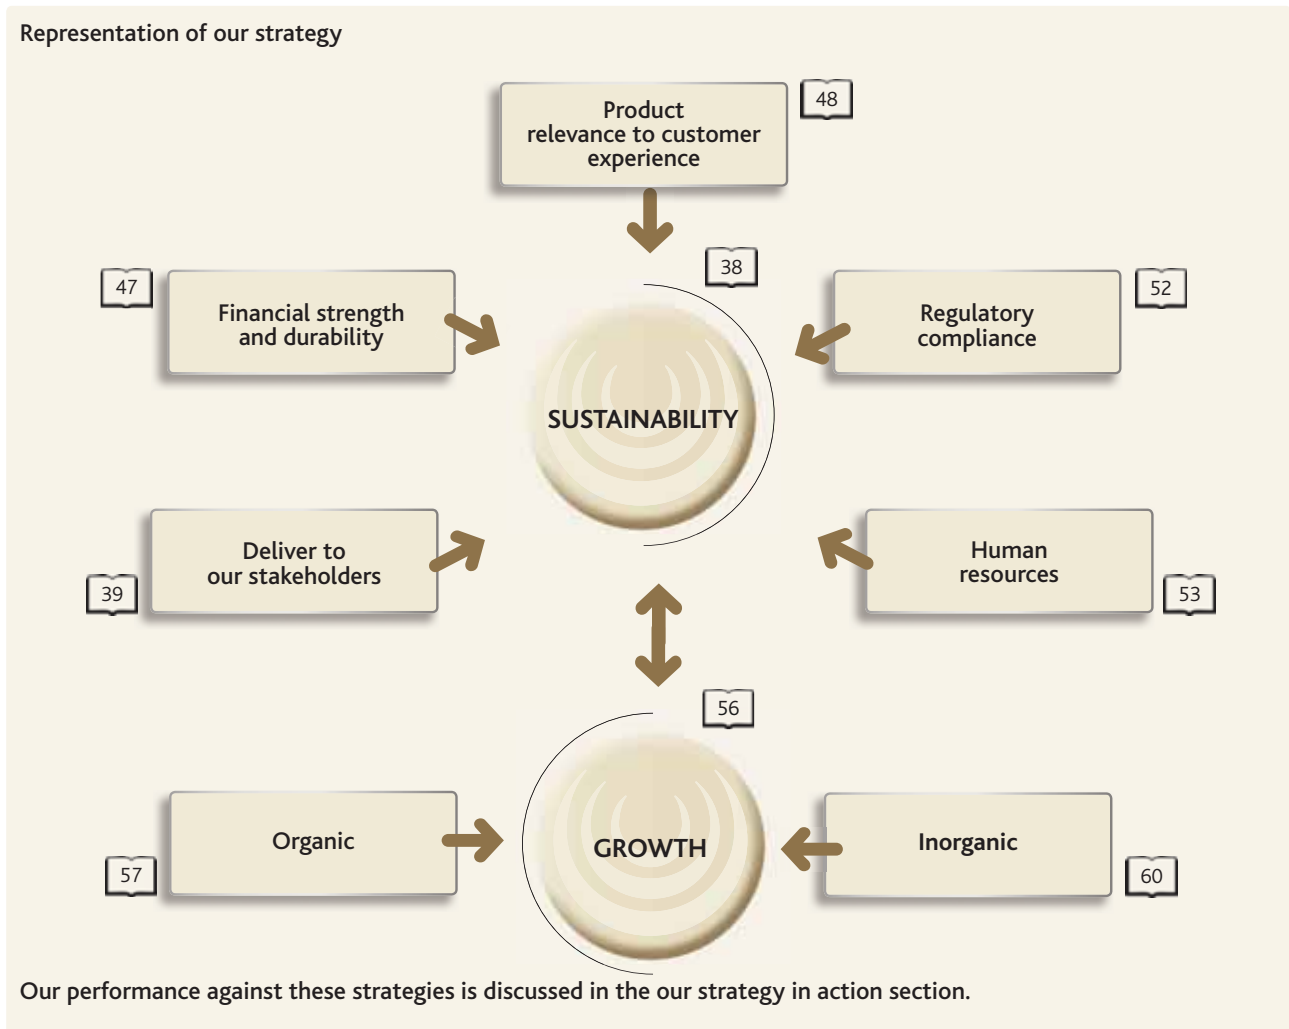 Representation of our strategy
Product
relevance to customer
experience
48
38
47
Financial strength
and durability
Regulatory
compliance
52
SUSTAINABILITY
Deliver to
our stakeholders
39
Human
resources
53
56
Organic
57
GROWTH
Inorganic
60
Our performance against these strategies is discussed in the our strategy in action section.